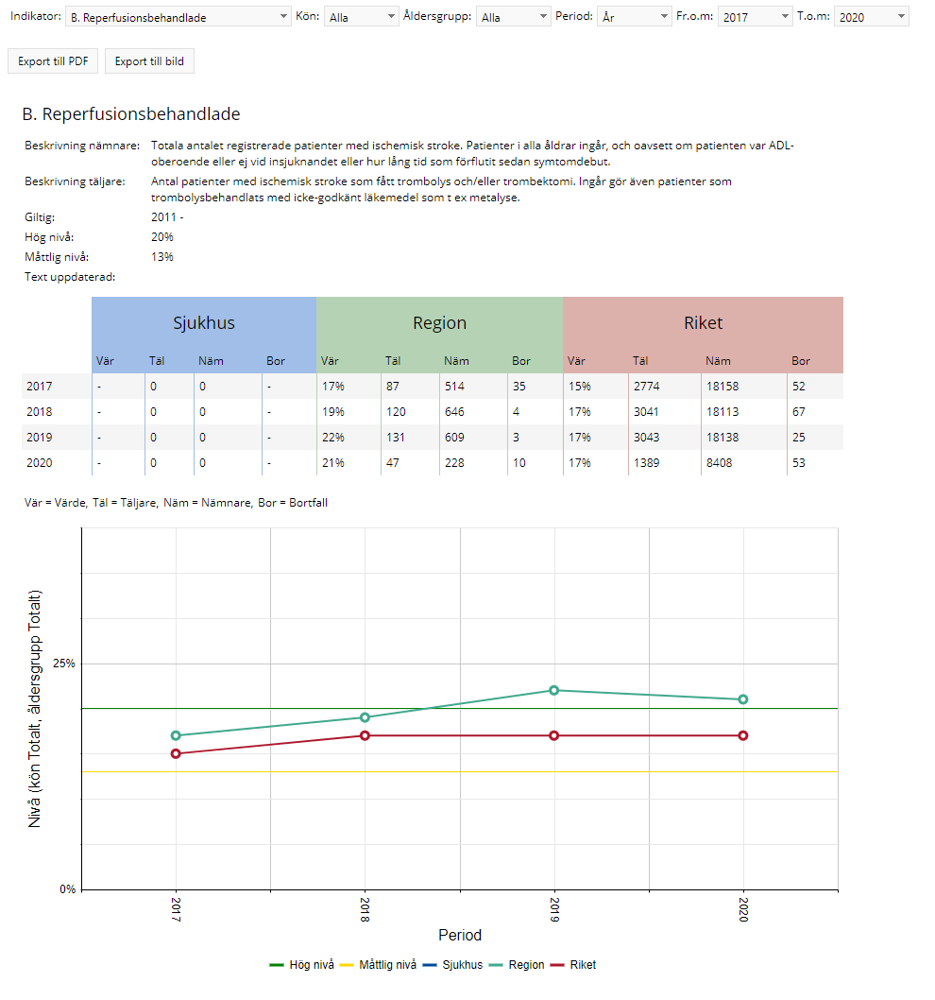 Indikator: B. Reperfusionsbehandlade Kön: Alla Åldersgrupp: Alla Period: År Fr.o.m: 2017 T.o.m: 2020
Export till PDF Export till bild
B. Reperfusionsbehandlade
Beskrivning nämnare: Totala antalet registrerade patienter med ischemisk stroke. Patienter i alla åldrar ingår, och oavsett om patienten var ADL-
oberoende eller ej vid insjuknandet eller hur lång tid som förflutit sedan symtomdebut.
Beskrivning täljare: Antal patienter med ischemisk stroke som fått trombolys och/eller trombektomi. Ingår gör även patienter som
trombolysbehandlats med icke-godkänt läkemedel som t ex metalyse.
Giltig: 2011 -
Hög nivå: 20%
Måttlig nivå: 13%
Text uppdaterad:
Sjukhus Region Riket
Vär Täl Näm Bor Vär Täl Näm Bor Vär Täl Näm Bor
2017 - 0 0 - 17% 87 514 35 15% 2774 18158 52
2018 - 0 0 - 19% 120 646 4 17% 3041 18113 67
2019 - 0 0 - 22% 131 609 3 17% 3043 18138 25
2020 - 0 0 - 21% 47 228 10 17% 1389 8408 53
Vär = Värde, Täl = Täljare, Näm = Nämnare, Bor = Bortfall
Nivå (kön Totalt, åldersgrupp Totalt)
25%
0%
2017 2018 2019 2020
Period
Hög nivå Måttlig nivå Sjukhus Region Riket